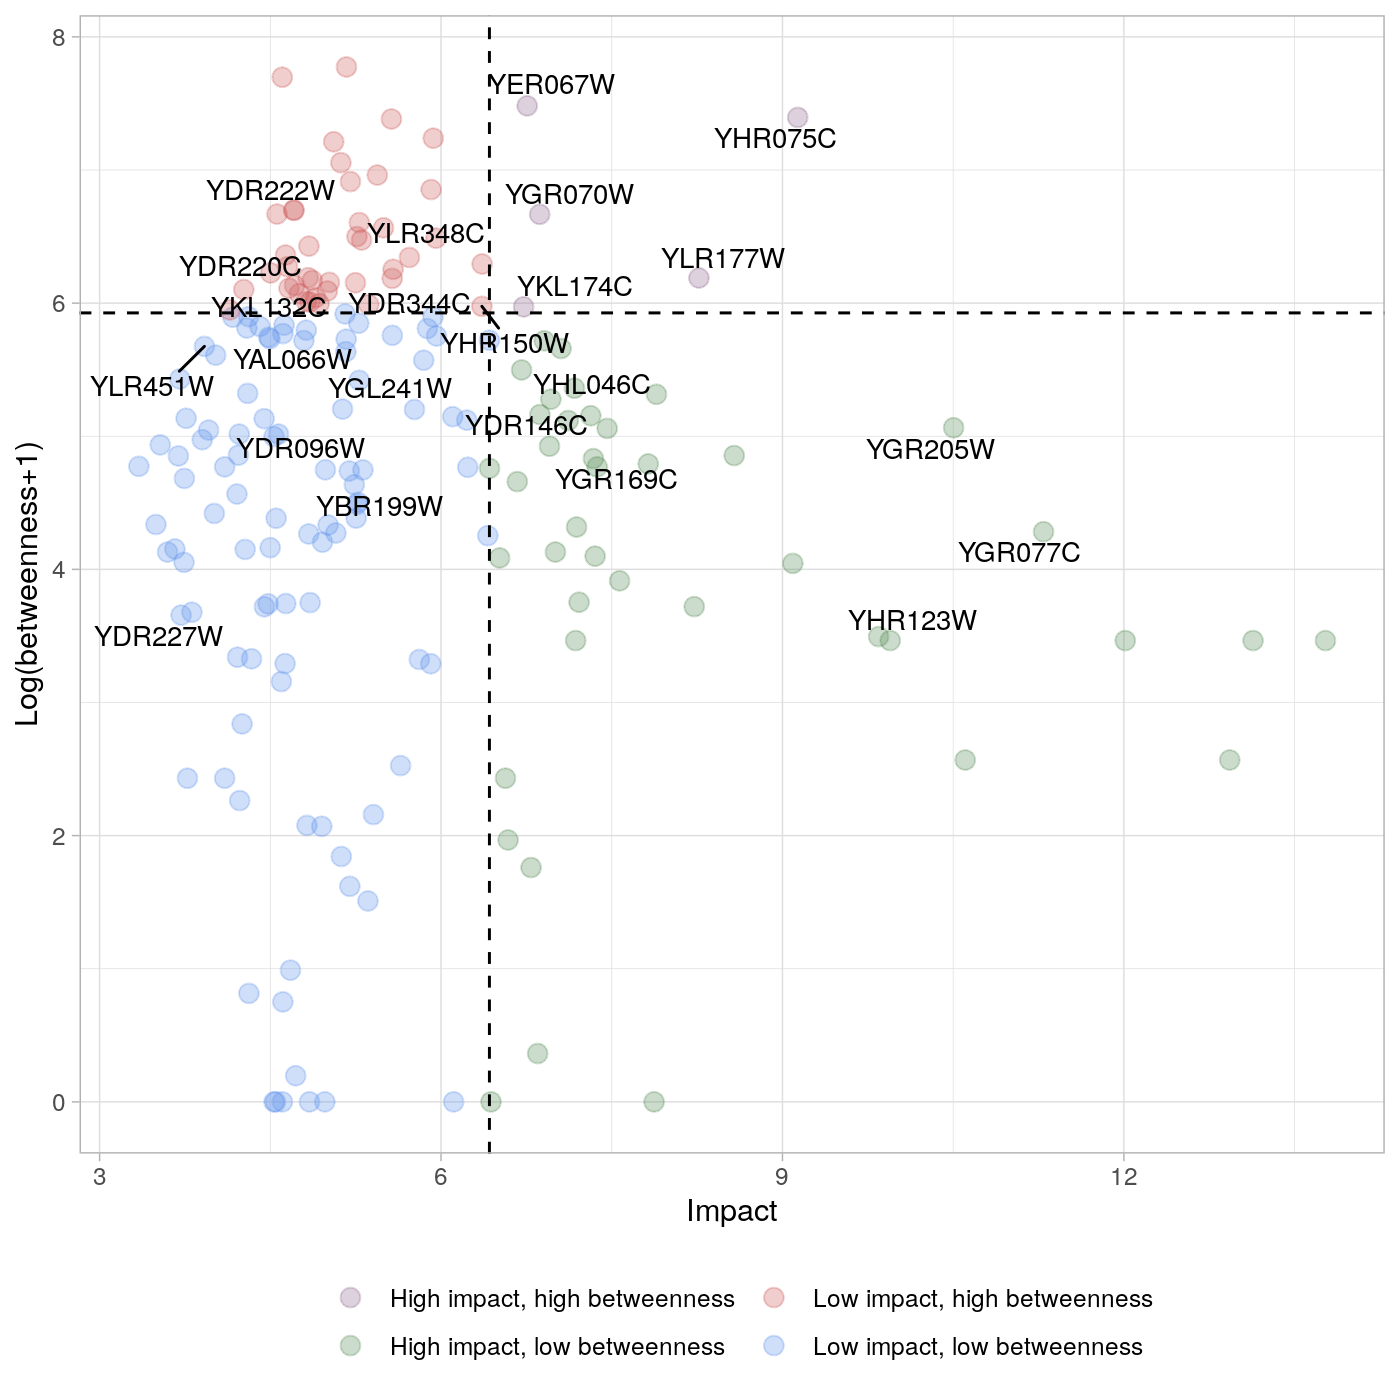 8
YER067W
YHR075C
YDR222W
YGR070W
YLR348C
YDR220C
YLR177W
YKL174C
6
YKL132C
YDR344C
YHR150W
YAL066W
YLR451W
YGL241W
YHL046C
YDR146C
YDR096W
YGR205W
YGR169C
YBR199W
YGR077C
4
YHR123W
YDR227W
2
0
Log(betweenness+1)
3 6 9 12
Impact
High impact, high betweenness Low impact, high betweenness
High impact, low betweenness Low impact, low betweenness